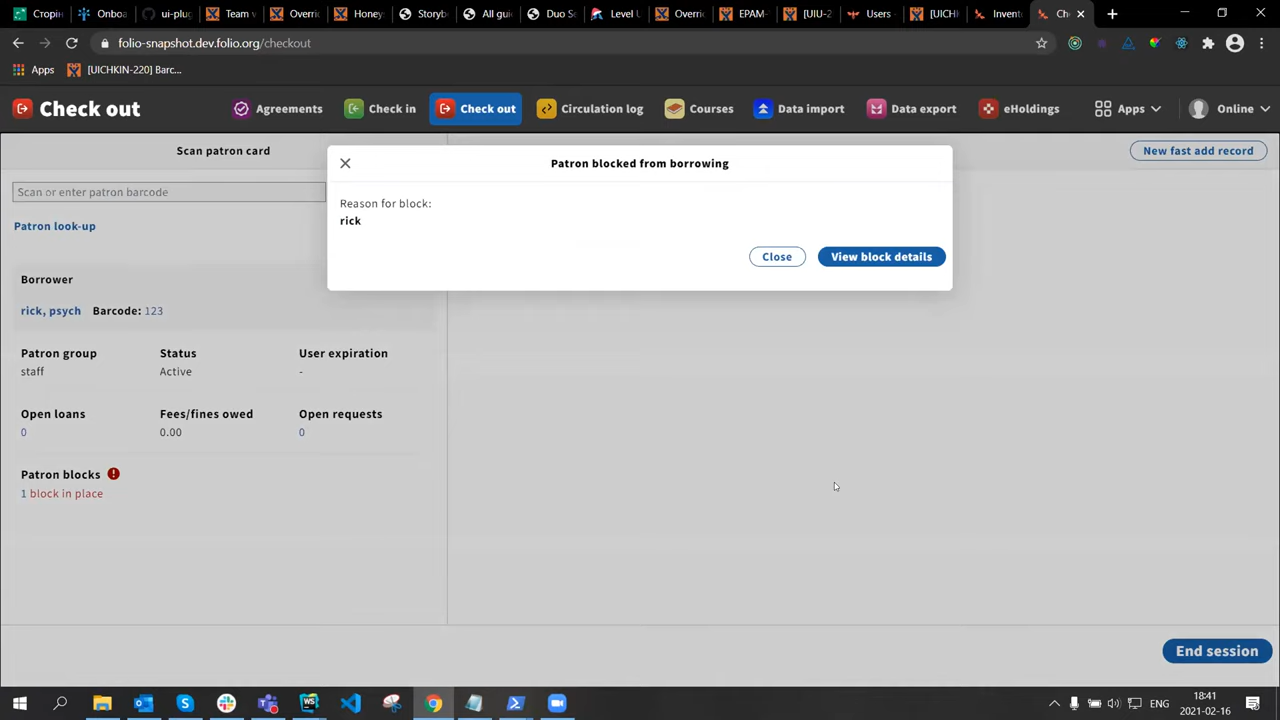 Cropin
Onbo
ui-plug
Team v
Overri
Honey
Storyb
All gui
Duo S
Level U
Overri
EPAM-
[UIU-2
Users
[UICHI
Invent
Che
folio-snapshot.dev.folio.org/checkout
Apps
[UICHKIN-220] Barc...
Check out
Agreements
Check in
Check out
Circulation log
Courses
Data import
Data export
eHoldings
Apps
Online
Scan patron card
New fast add record
Scan or enter patron barcode
Patron look-up
Patron blocked from borrowing
Reason for block:
rick
Close
View block details
Borrower
rick, psych Barcode: 123
Patron group Status User expiration
staff Active -
Open loans Fees/fines owed Open requests
0 0.00 0
Patron blocks
1 block in place
End session
ENG
18:41
2021-02-16